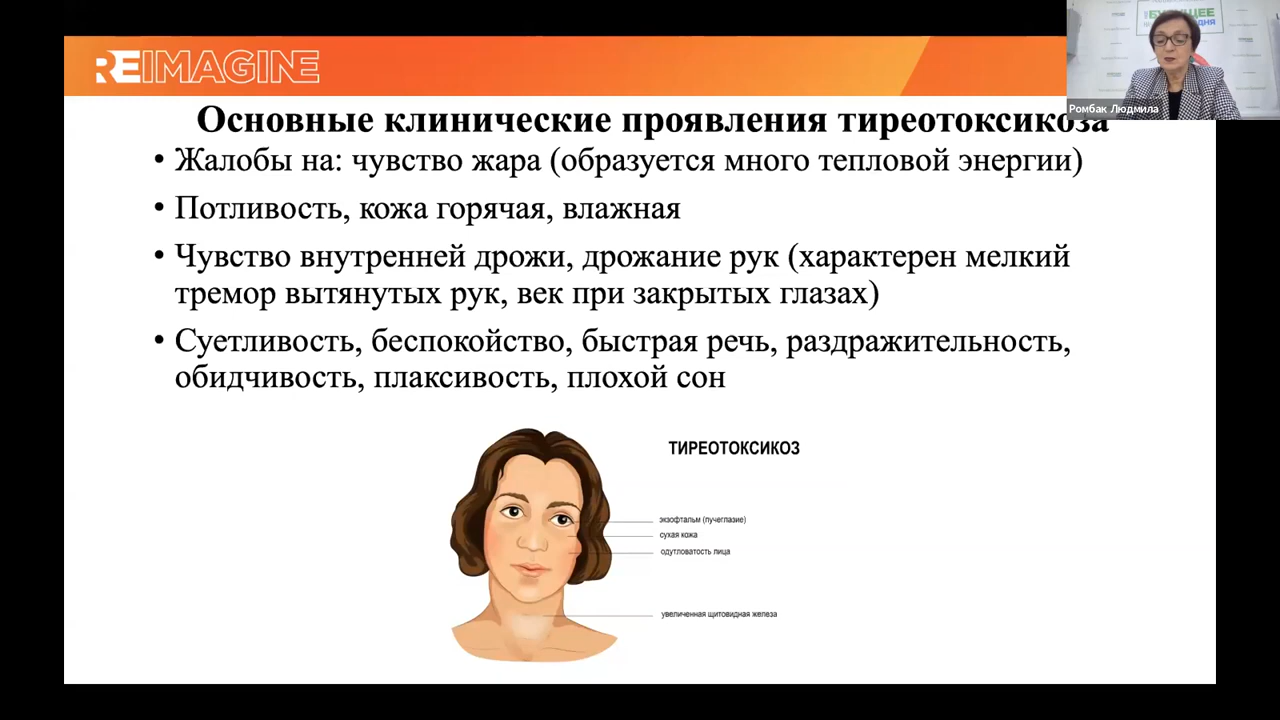 REIMAGINE
Основные клинические проявления тиреотоксикоза
• Жалобы на: чувство жара (образуется много тепловой энергии)
• Потливость, кожа горячая, влажная
• Чувство внутренней дрожи, дрожание рук (характерен мелкий
тремор вытянутых рук, век при закрытых глазах)
• Суетливость, беспокойство, быстрая речь, раздражительность,
обидчивость, плаксивость, плохой сон
ТИРЕОТОКСИКОЗ
экзофтальм (пучеглазие)
сухая кожа
одутловатость лица
увеличенная щитовидная железа
БУДУЩЕЕ
Ромбак Людмила